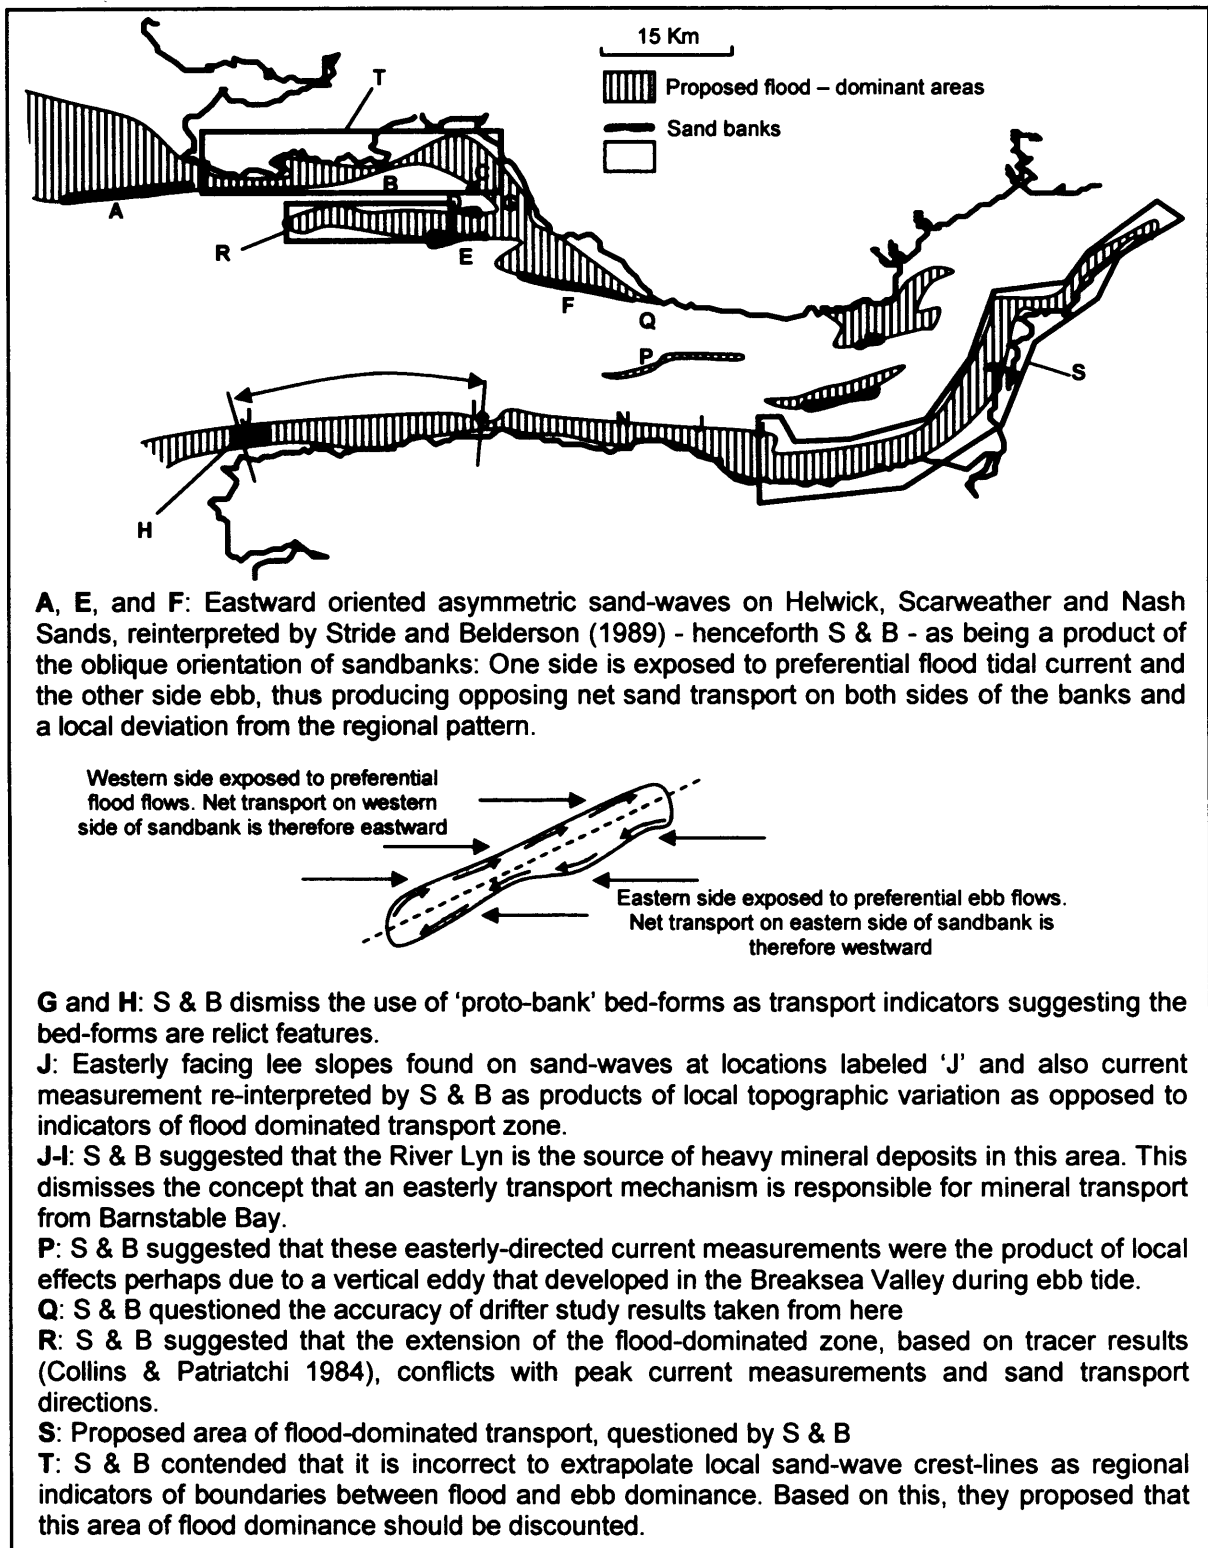 15 Km
Proposed flood – dominant areas
Sand banks
T
A
B
C
G
R
E
F
Q
P
S
J
I
N
J
H
A, E, and F: Eastward oriented asymmetric sand-waves on Helwick, Scarweather and Nash
Sands, reinterpreted by Stride and Belderson (1989) - henceforth S & B - as being a product of
the oblique orientation of sandbanks: One side is exposed to preferential flood tidal current and
the other side ebb, thus producing opposing net sand transport on both sides of the banks and
a local deviation from the regional pattern.
Western side exposed to preferential
flood flows. Net transport on western
side of sandbank is therefore eastward
Eastern side exposed to preferential ebb flows.
Net transport on eastern side of sandbank is
therefore westward
G and H: S & B dismiss the use of 'proto-bank' bed-forms as transport indicators suggesting the
bed-forms are relict features.
J: Easterly facing lee slopes found on sand-waves at locations labeled 'J' and also current
measurement re-interpreted by S & B as products of local topographic variation as opposed to
indicators of flood dominated transport zone.
J-I: S & B suggested that the River Lyn is the source of heavy mineral deposits in this area. This
dismisses the concept that an easterly transport mechanism is responsible for mineral transport
from Barnstable Bay.
P: S & B suggested that these easterly-directed current measurements were the product of local
effects perhaps due to a vertical eddy that developed in the Breaksea Valley during ebb tide.
Q: S & B questioned the accuracy of drifter study results taken from here
R: S & B suggested that the extension of the flood-dominated zone, based on tracer results
(Collins & Patriatchi 1984), conflicts with peak current measurements and sand transport
directions.
S: Proposed area of flood-dominated transport, questioned by S & B
T: S & B contended that it is incorrect to extrapolate local sand-wave crest-lines as regional
indicators of boundaries between flood and ebb dominance. Based on this, they proposed that
this area of flood dominance should be discounted.